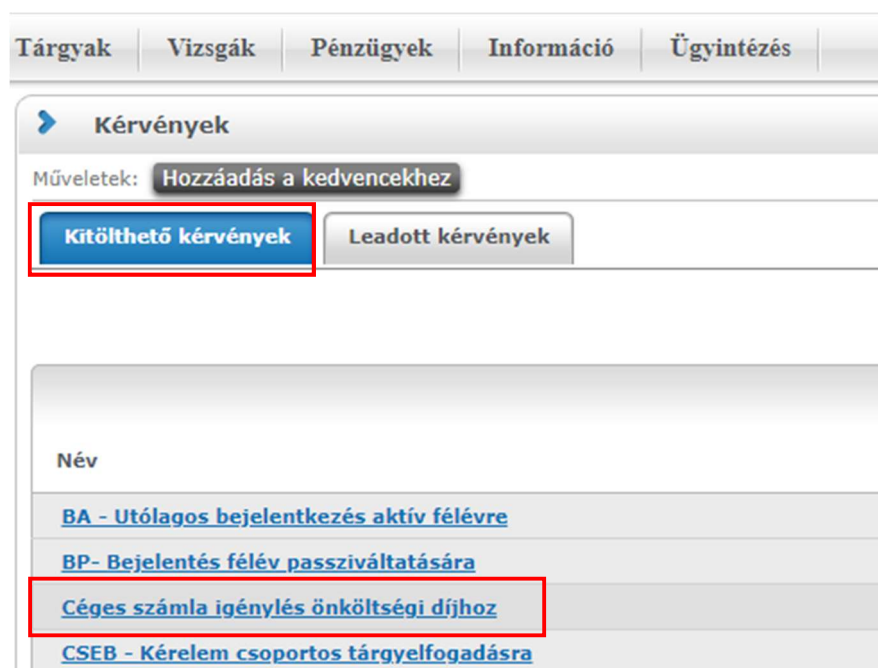 Tárgyak Vizsgák Pénzügyek Információ Ügyintézés
Kérvények
Műveletek: Hozzáadás a kedvencekhez
Kitölthető kérvények Leadott kérvények
Név
BA - Utólagos bejelentkezés aktív félévre
BP- Bejelentés félév passziváltatására
Céges számla igénylés önköltségi díjhoz
CSEB - Kérelem csoportos tárgyelfogadásra